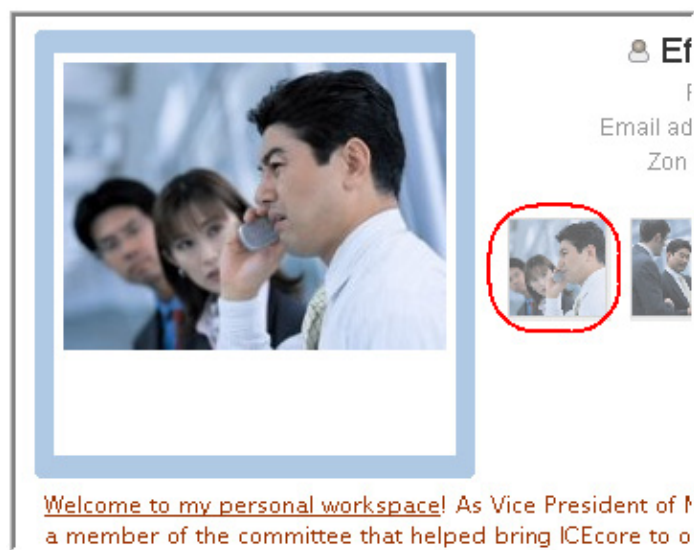 Ef
Email ad
Zon
Welcome to my personal workspace! As Vice President of
a member of the committee that helped bring ICEcore to o